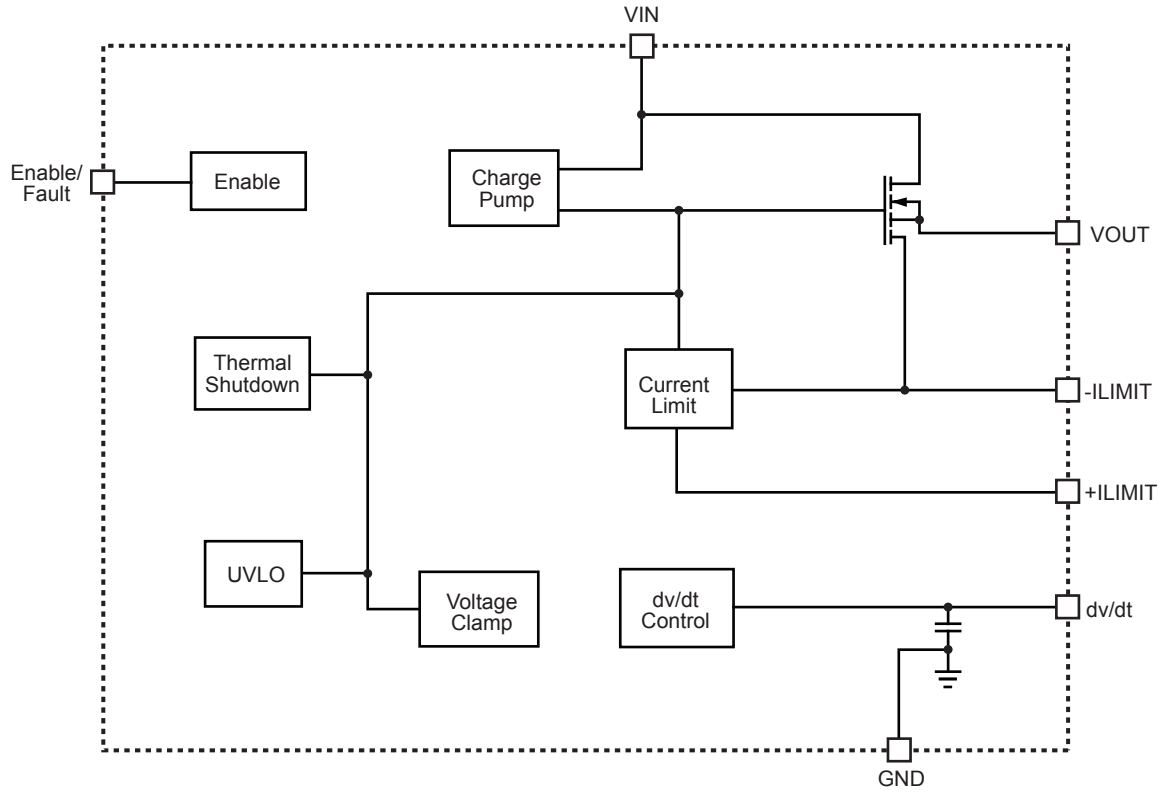 VIN
Enable/
Fault
Enable
Charge
Pump
VOUT
Thermal
Shutdown
Current
Limit
-ILIMIT
+ILIMIT
UVLO
Voltage
Clamp
dv/dt
Control
dv/dt
GND